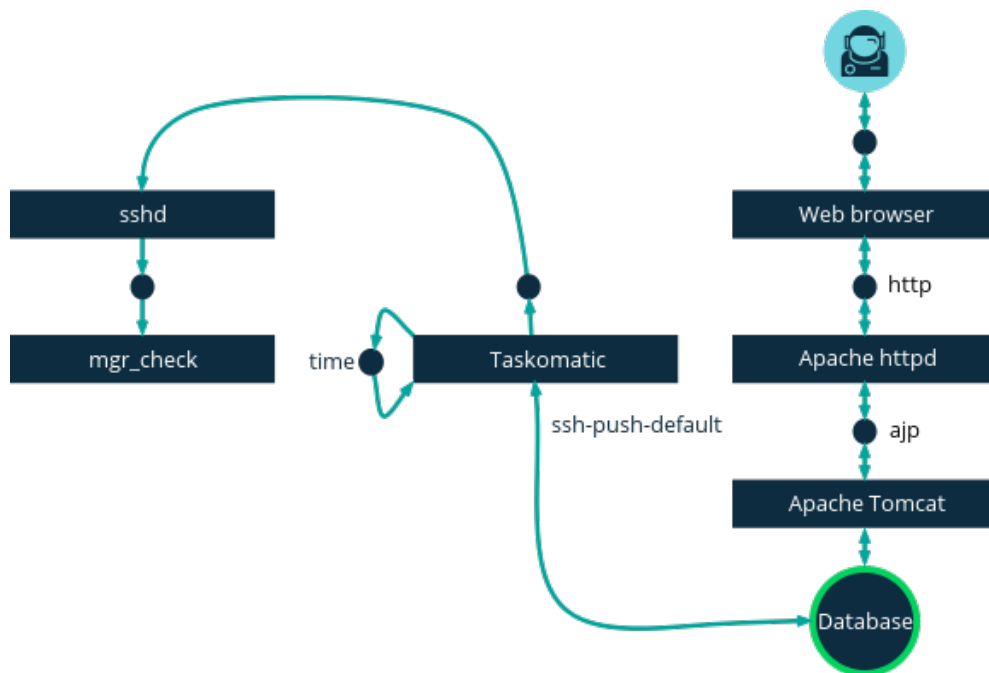 sshd
Web browser
http
mgr_check
time
Taskomatic
Apache httpd
ssh-push-default
ajp
Apache Tomcat
Database